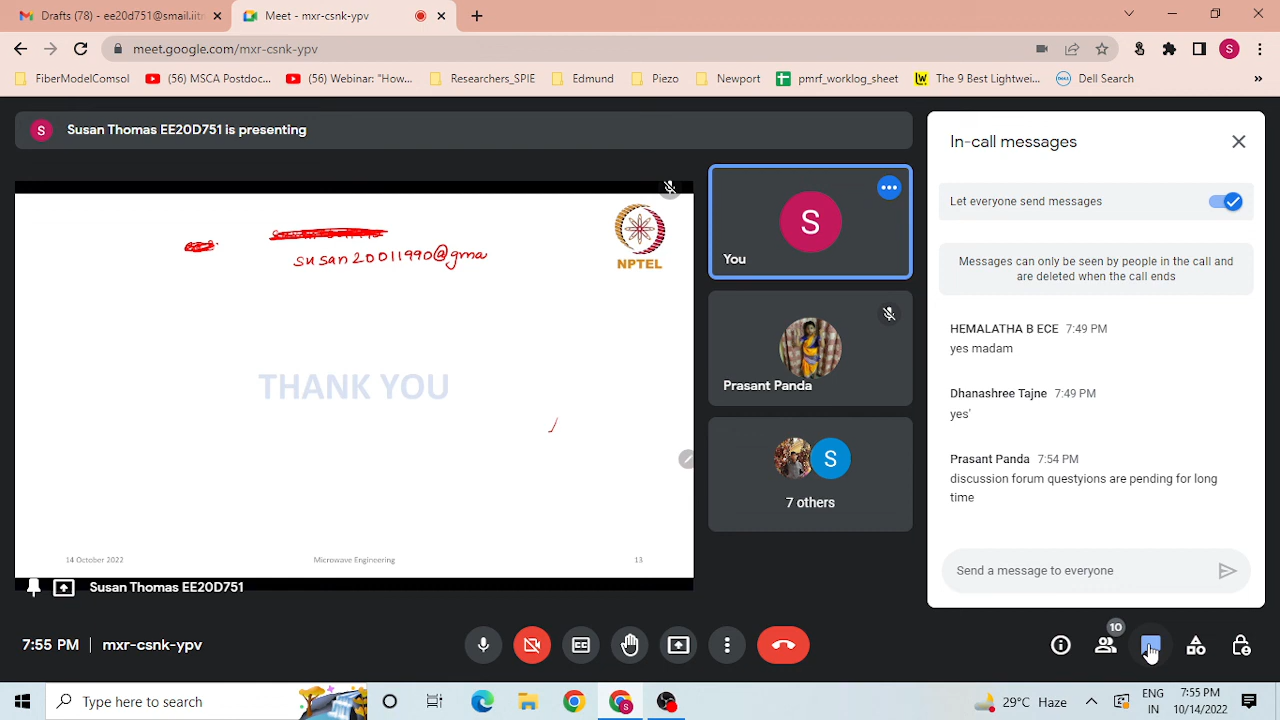 Drafts (78) - ee20d751@smail.iitm
Meet - mxr-csnk-ypv
meet.google.com/mxr-csnk-ypv
FiberModelComsol
(56) MSCA Postdoc...
(56) Webinar: "How...
Researchers_SPIE
Edmund
Piezo
Newport
pmrf_worlog_sheet
The 9 Best Lightwei...
Dell Search
S Susan Thomas EE20D751 is presenting
susan20011990@gma
NPTEL
THANK YOU
14 October 2022
Microwave Engineering
13
Susan Thomas EE20D751
S
You
Prasant Panda
S
7 others
In-call messages
Let everyone send messages
Messages can only be seen by people in the call and
are deleted when the call ends
HEMALATHA B ECE 7:49 PM
yes madam
Dhanashree Tajne 7:49 PM
yes'
Prasant Panda 7:54 PM
discussion forum questyions are pending for long
time
Send a message to everyone
7:55 PM | mxr-csnk-ypv
10
Type here to search
29°C Haze
ENG
IN
7:55 PM
10/14/2022